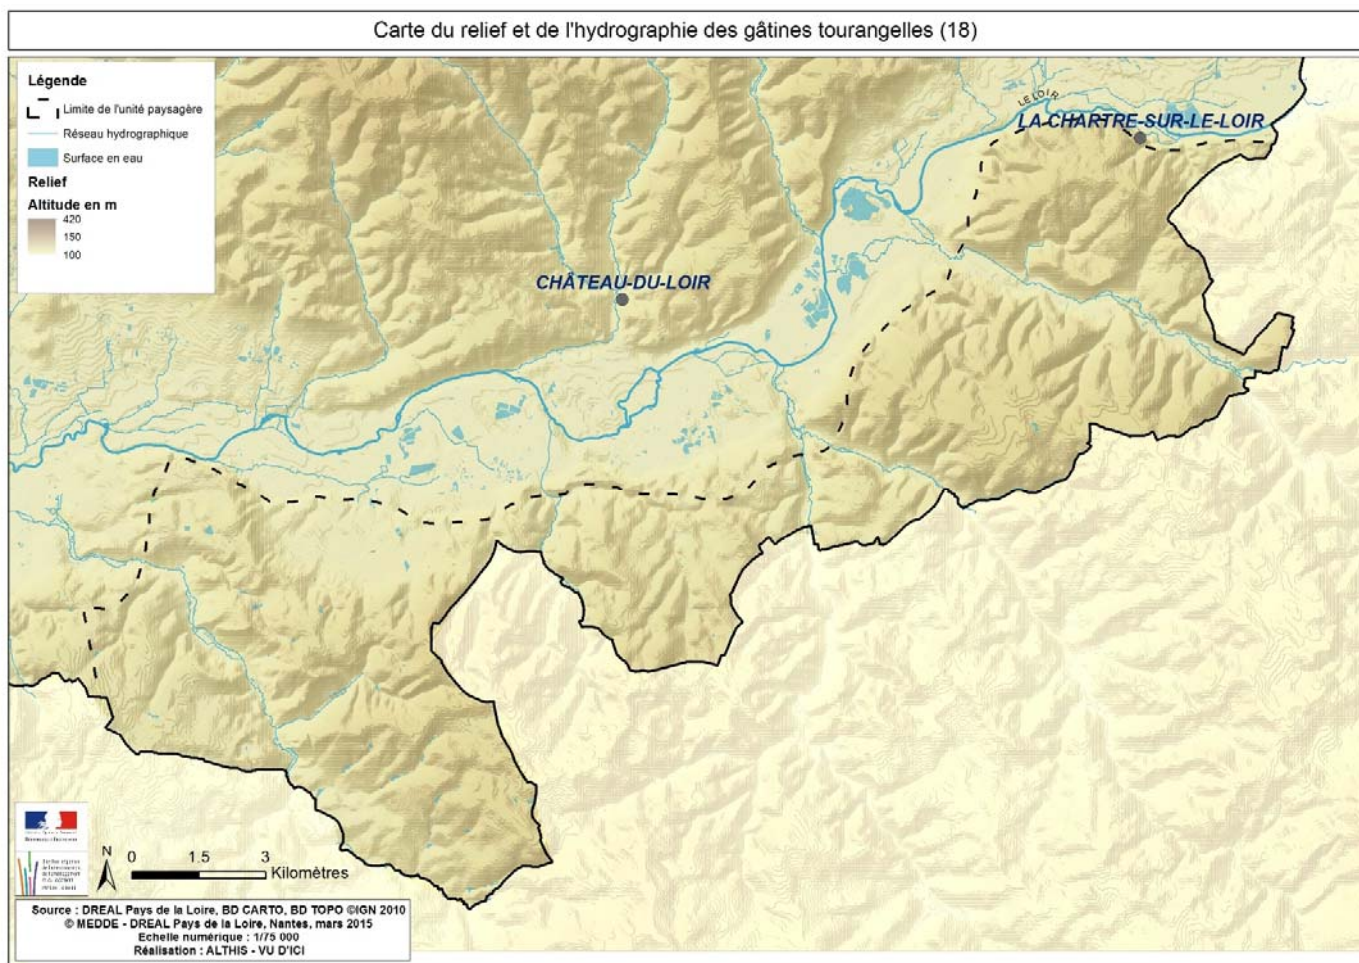 Carte du relief et de l'hydrographie des gâtines tourangelles (18)
Légende
Limite de l'unité paysagère
Réseau hydrographique
Surface en eau
Relief
Altitude en m
420
150
100
LE LOIR
LA CHARTRE-SUR-LE-LOIR
CHÂTEAU-DU-LOIR
N
0 1.5 3
Kilomètres
Source : DREAL Pays de la Loire, BD CARTO, BD TOPO ©IGN 2010
© MEDDE - DREAL Pays de la Loire, Nantes, mars 2015
Echelle numérique : 1/75 000
Réalisation : ALTHIS - VU D'ICI